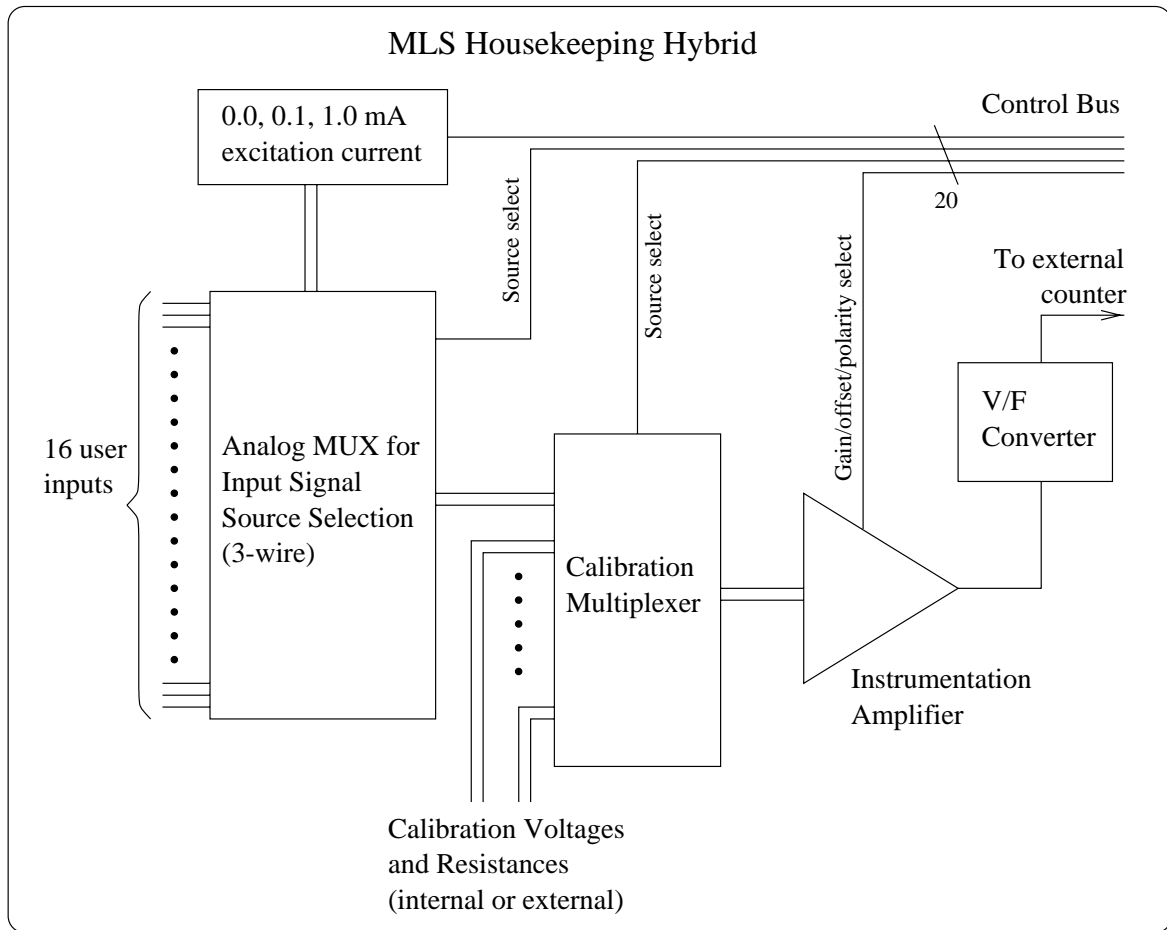 MLS Housekeeping Hybrid
0.0, 0.1, 1.0 mA
excitation current
Control Bus
20
Source select
Source select
Gain/offset/polarity select
To external
counter
16 user
inputs
Analog MUX for
Input Signal
Source Selection
(3-wire)
Calibration
Multiplexer
V/F
Converter
Instrumentation
Amplifier
Calibration Voltages
and Resistances
(internal or external)